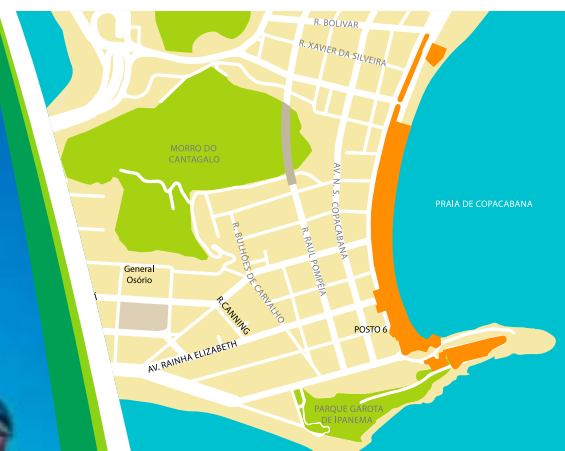 R. BOLIVAR
R. XAVIER DA SILVEIRA
MORRO DO
CANTAGALO
AV. N. S. COPACABANA
PRAIA DE COPACABANA
R. BULHÕES DE CARVALHO
R. RAUL POMPÉIA
General
Osório
R.CANNING
POSTO 6
AV. RAINHA ELIZABETH
PARQUE GAROTA
DE IPANEMA